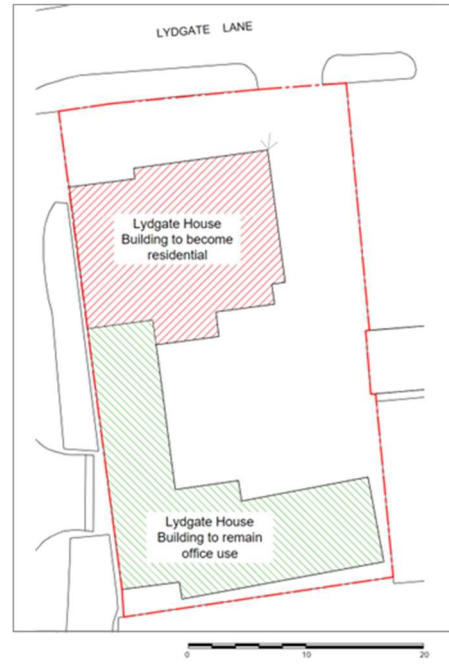 LYDGATE LANE
Lydgate House
Building to become
residential
Lydgate House
Building to remain
office use
0 10 20